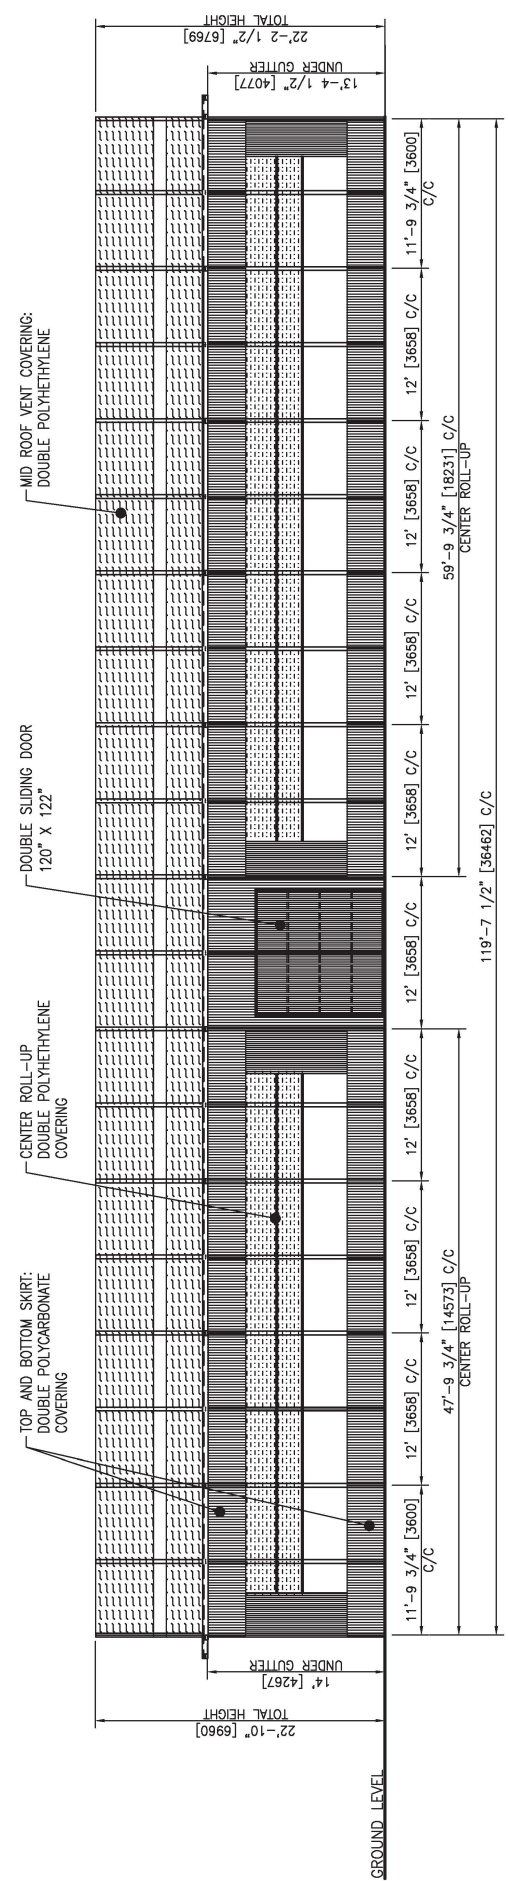 TOP AND BOTTOM SKIRT:
DOUBLE POLYCARBONATE
COVERING
CENTER ROLL-UP
DOUBLE POLYHETHYLENE
COVERING
DOUBLE SLIDING DOOR
120" X 122"
MID ROOF VENT COVERING:
DOUBLE POLYHETHYLENE
22'-10" [6960]
TOTAL HEIGHT
14' [4267]
UNDER GUTTER
22'-2 1/2" [6769]
TOTAL HEIGHT
13'-4 1/2" [4077]
UNDER GUTTER
GROUND LEVEL
11'-9 3/4" [3600]
C/C
12' [3658] C/C
12' [3658] C/C
12' [3658] C/C
12' [3658] C/C
12' [3658] C/C
12' [3658] C/C
12' [3658] C/C
12' [3658] C/C
11'-9 3/4" [3600]
C/C
47'-9 3/4" [14573] C/C
CENTER ROLL-UP
59'-9 3/4" [18231] C/C
CENTER ROLL-UP
119'-7 1/2" [36462] C/C